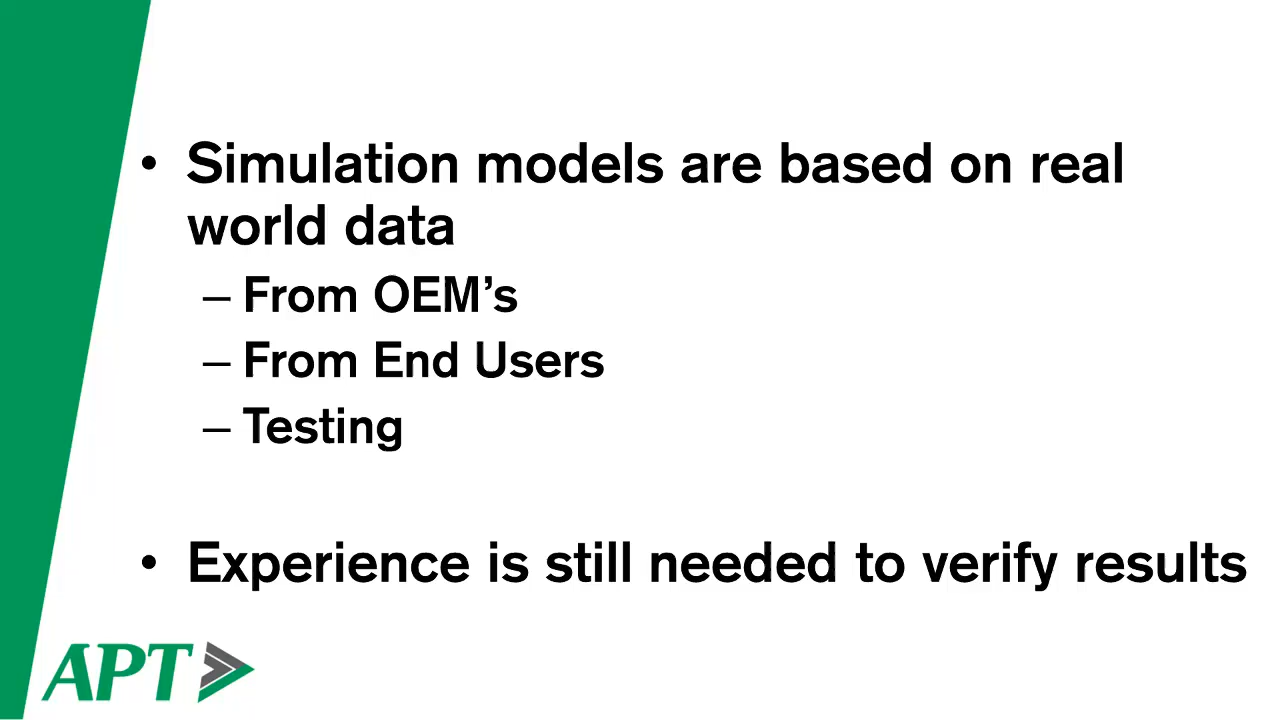 • Simulation models are based on real
world data
– From OEM’s
– From End Users
– Testing
• Experience is still needed to verify results
APT